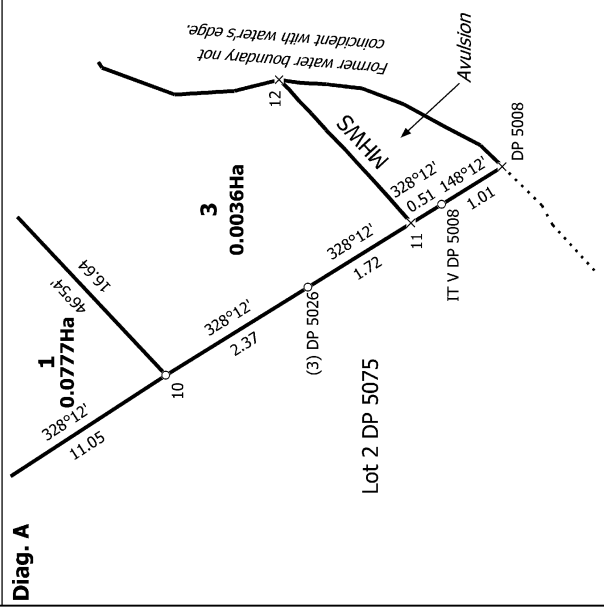 Diag. A
1
0.0777Ha
3
0.0036Ha
Lot 2 DP 5075
328°12'
11.05
46°54'
16.64
10
328°12'
2.37
(3) DP 5026
328°12'
1.72
11
328°12'
0.51
IT V DP 5008
148°12'
1.01
DP 5008
MHWS
12
Former water boundary not
coincident with water's edge.
Avulsion